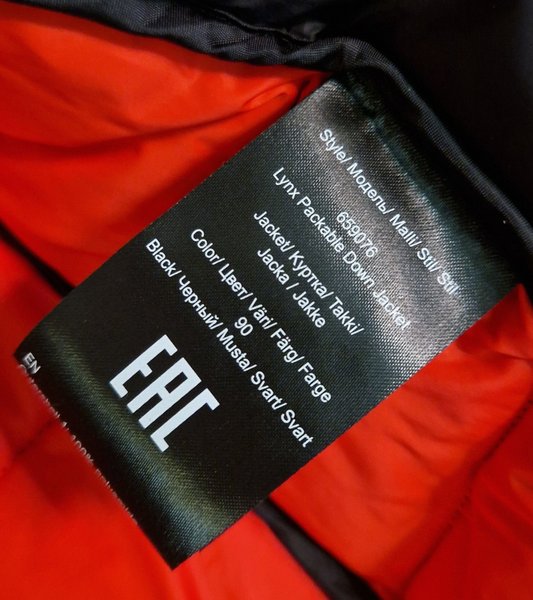 Style/ Модель/ Malli/ Stil/ Stil
659076
Lynx Packable Down Jacket
Jacket/ Куртка/ Takki/
Jacka / Jakke
Color/ Цвет/ Väri/ Färg/ Farge
90
Black/ Черный/ Musta/ Svart/ Svart
EAC
EN